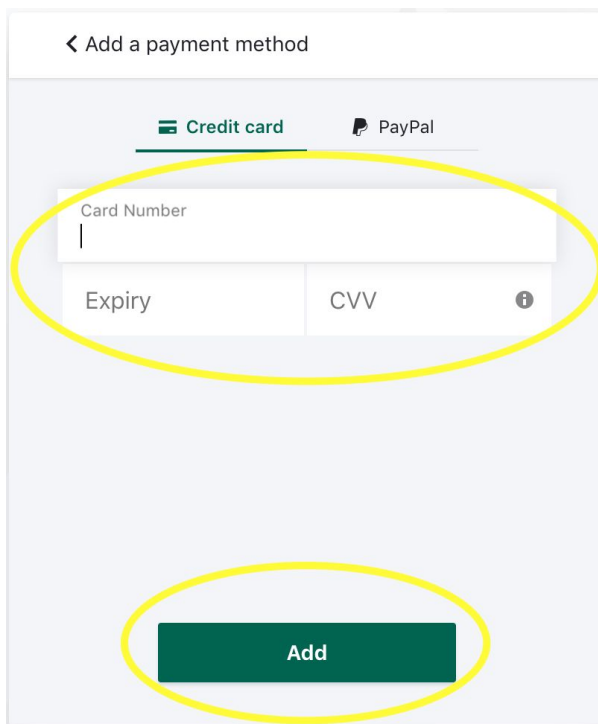 Add a payment method
Credit card PayPal
Card Number
Expiry CVV
Add